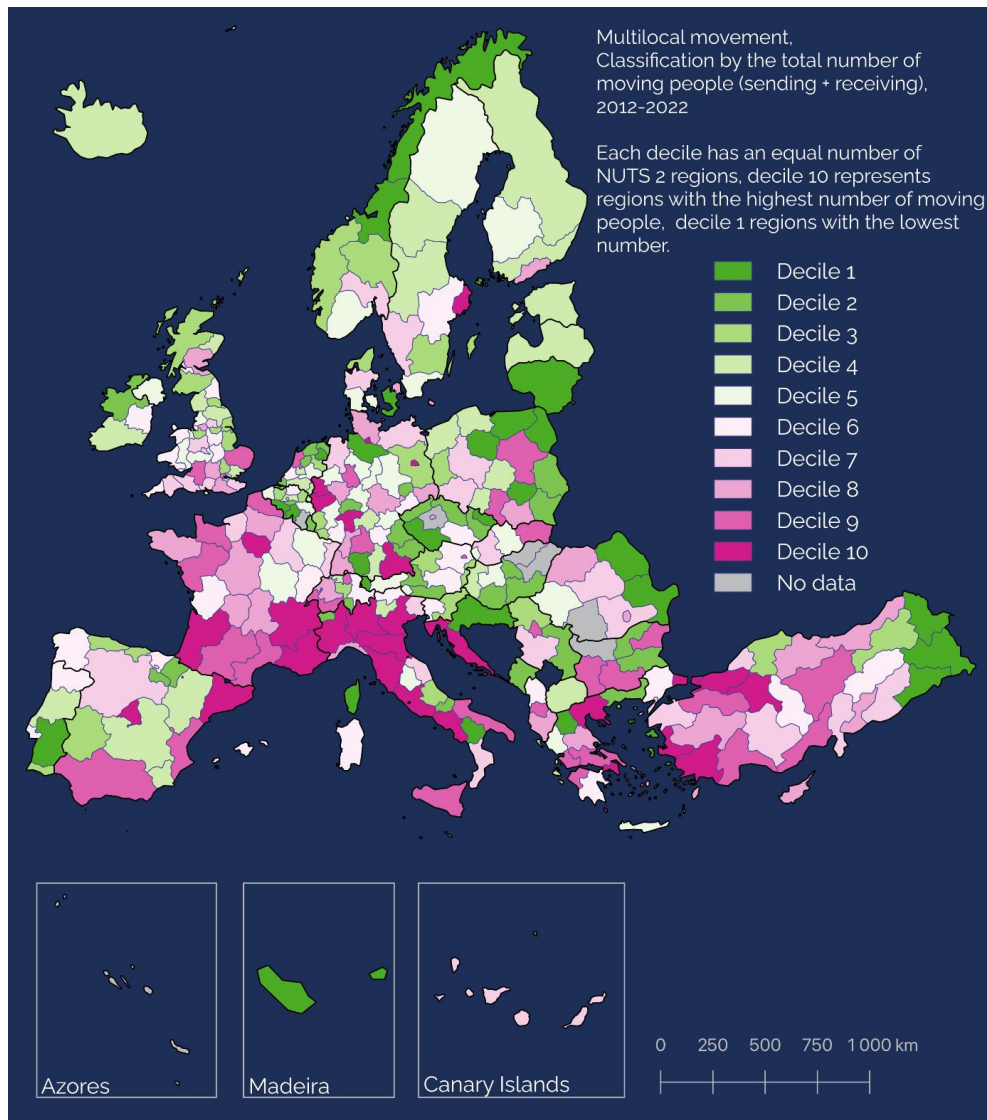 Multilocal movement,
Classification by the total number of
moving people (sending + receiving),
2012-2022
Each decile has an equal number of
NUTS 2 regions, decile 10 represents
regions with the highest number of moving
people, decile 1 regions with the lowest
number.
Decile 1
Decile 2
Decile 3
Decile 4
Decile 5
Decile 6
Decile 7
Decile 8
Decile 9
Decile 10
No data
Azores
Madeira
Canary Islands
0 250 500 750 1 000 km